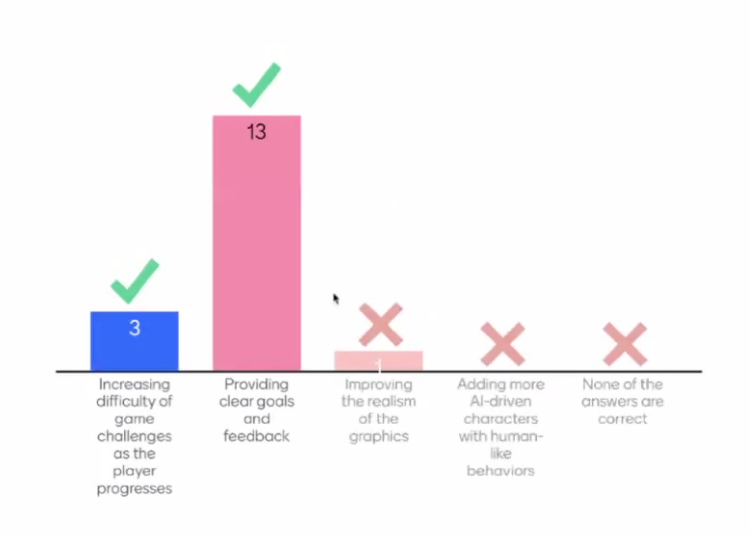 13
3
1
Increasing
difficulty of
game
challenges
as the
player
progresses
Providing
clear goals
and
feedback
Improving
the realism
of the
graphics
Adding more
AI-driven
characters
with human-
like
behaviors
None of the
answers are
correct